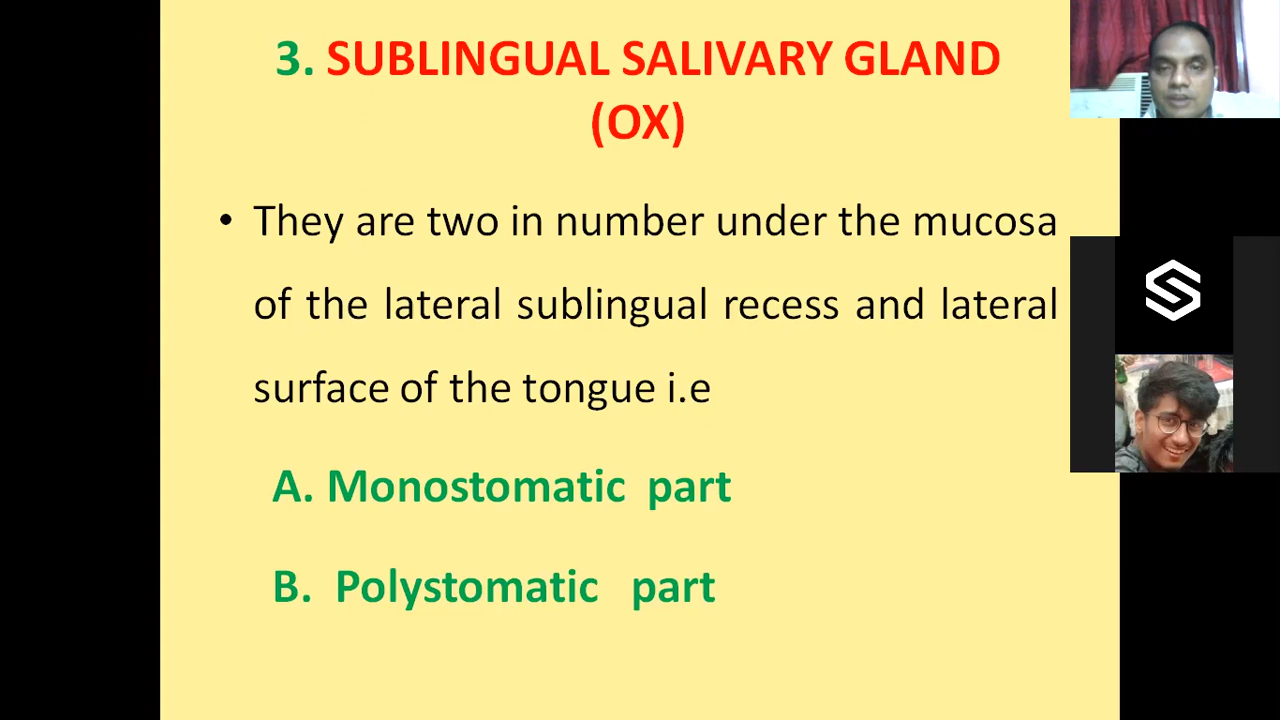 3. SUBLINGUAL SALIVARY GLAND
(OX)
• They are two in number under the mucosa
of the lateral sublingual recess and lateral
surface of the tongue i.e
A. Monostomatic part
B. Polystomatic part